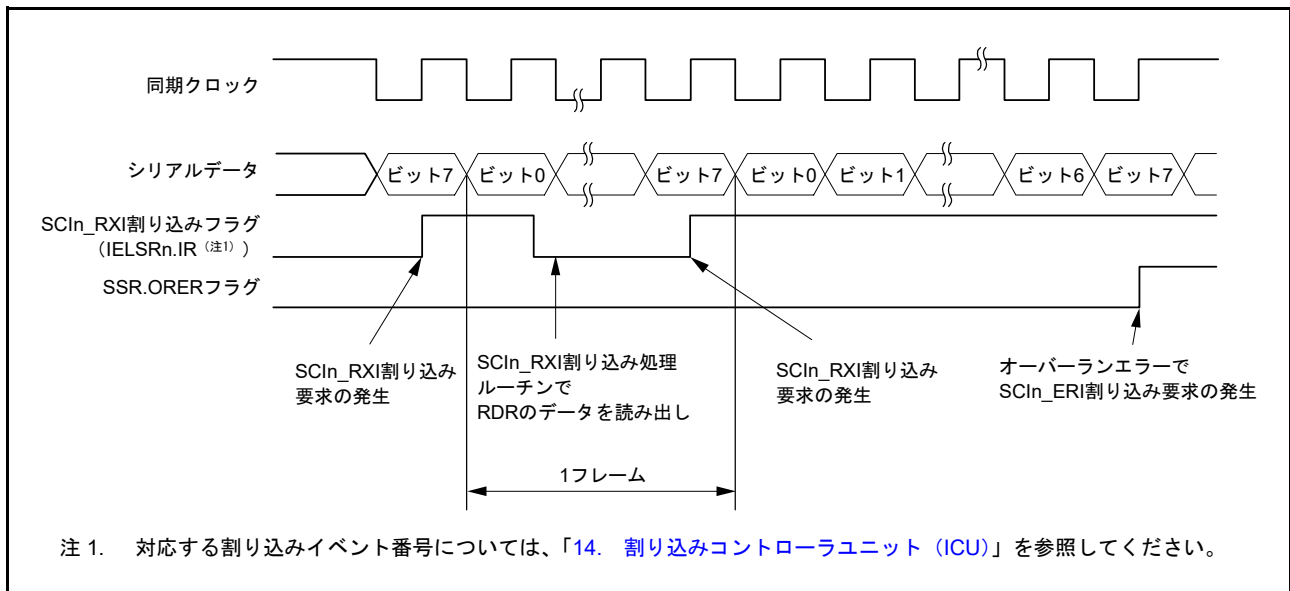 同期クロック
シリアルデータ
ビット7 ビット0 ビット7 ビット0 ビット1 ビット6 ビット7
SCIn_RXI割り込みフラグ
（IELSRn.IR（注1））
SSR.ORERフラグ
SCIn_RXI割り込み
要求の発生
SCIn_RXI割り込み処理
ルーチンで
RDRのデータを読み出し
SCIn_RXI割り込み
要求の発生
オーバーランエラーで
SCIn_ERI割り込み要求の発生
1フレーム
注 1. 対応する割り込みイベント番号については、「14. 割り込みコントローラユニット（ICU）」を参照してください。